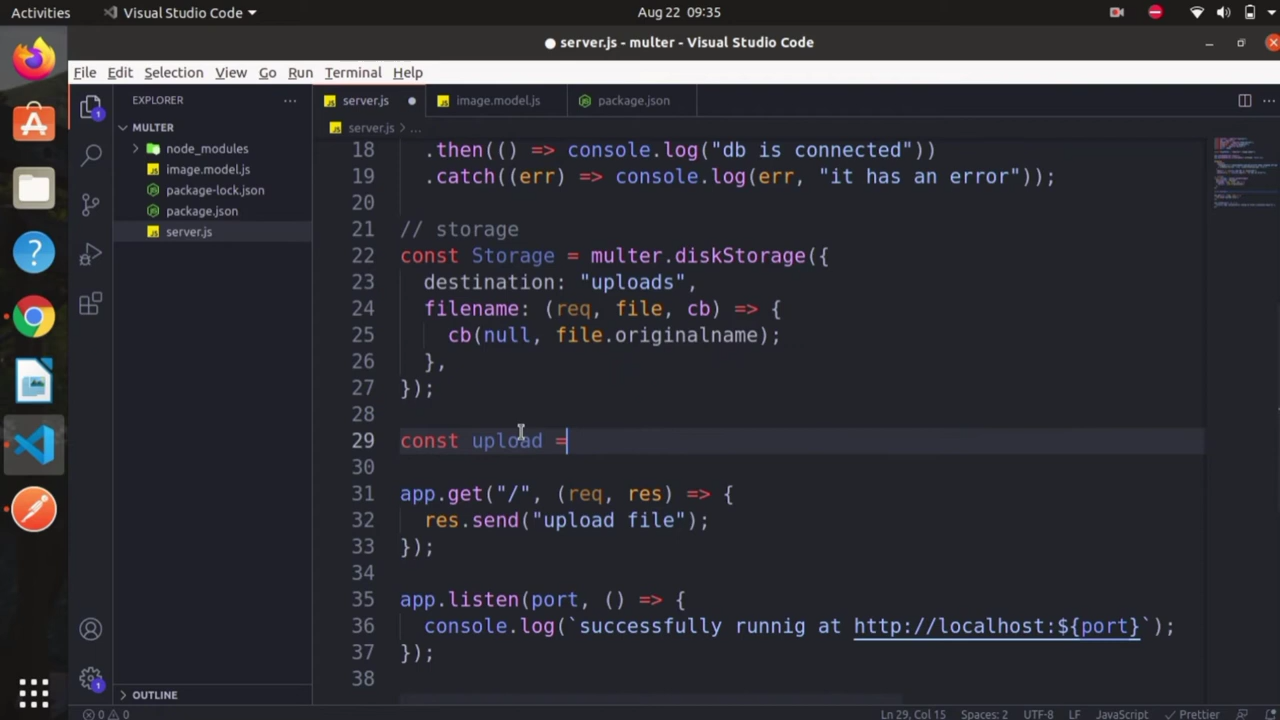 Activities
Visual Studio Code
Aug 22 09:35
server.js - multer - Visual Studio Code
File Edit Selection View Go Run Terminal Help
EXPLORER
server.js
image.model.js
package.json
MULTER
server.js > ...
node_modules
image.model.js
package-lock.json
package.json
server.js
18 .then(() => console.log("db is connected"))
19 .catch((err) => console.log(err, "it has an error"));
20
21 // storage
22 const Storage = multer.diskStorage({
23 destination: "uploads",
24 filename: (req, file, cb) => {
25 cb(null, file.originalname);
26 },
27 });
28
29 const upload =
30
31 app.get("/", (req, res) => {
32 res.send("upload file");
33 });
34
35 app.listen(port, () => {
36 console.log(`successfully runnig at http://localhost:${port}`);
37 });
38
1
1
OUTLINE
0 0
Ln 29, Col 15 Spaces: 2 UTF-8 LF JavaScript Prettier